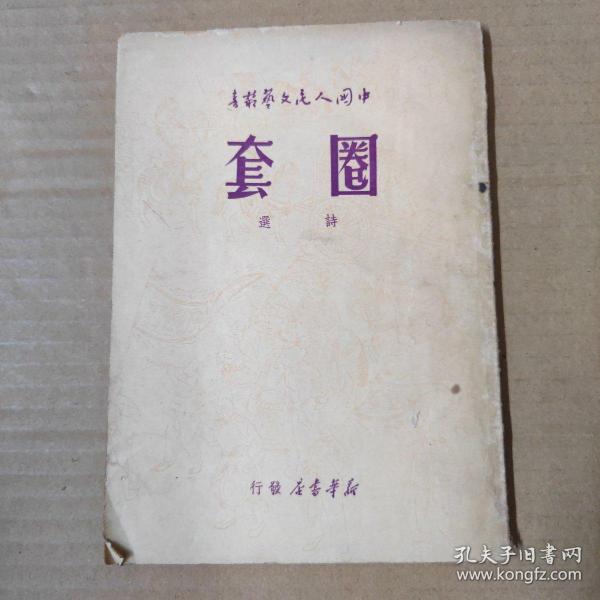 中國人民文藝叢書
圈套
詩選
新華書店發行
孔夫子旧书网
www.kongfz.com